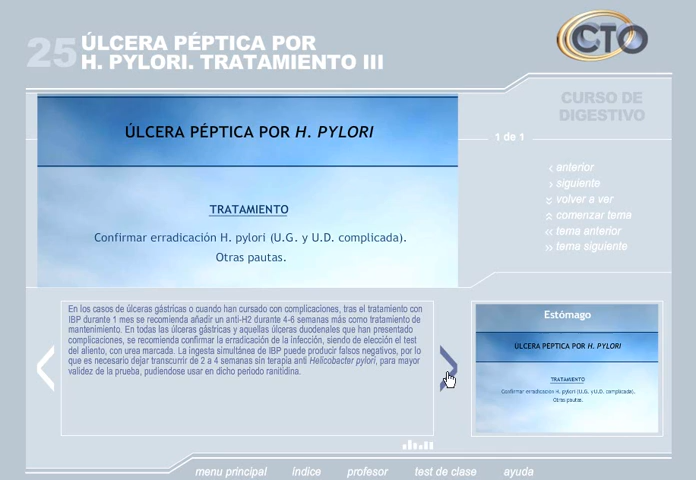 25 ÚLCERA PÉPTICA POR
H. PYLORI. TRATAMIENTO III
CTO
CURSO DE
DIGESTIVO
ÚLCERA PÉPTICA POR H. PYLORI
1 de 1
‹ anterior
› siguiente
volver a ver
comenzar tema
‹‹ tema anterior
›› tema siguiente
TRATAMIENTO
Confirmar erradicación H. pylori (U.G. y U.D. complicada).
Otras pautas.
En los casos de úlceras gástricas o cuando han cursado con complicaciones, tras el tratamiento con
IBP durante 1 mes se recomienda añadir un anti-H2 durante 4-6 semanas más como tratamiento de
mantenimiento. En todas las úlceras gástricas y aquellas úlceras duodenales que han presentado
complicaciones, se recomienda confirmar la erradicación de la infección, siendo de elección el test
del aliento, con urea marcada. La ingesta simultánea de IBP puede producir falsos negativos, por lo
que es necesario dejar transcurrir de 2 a 4 semanas sin terapia anti Helicobacter pylori, para mayor
validez de la prueba, pudiendose usar en dicho periodo ranitidina.
Estómago
ÚLCERA PÉPTICA POR H. PYLORI
TRATAMIENTO
Confirmar erradicación H. pylori (U.G. y U.D. complicada).
Otras pautas.
menu principal índice profesor test de clase ayuda